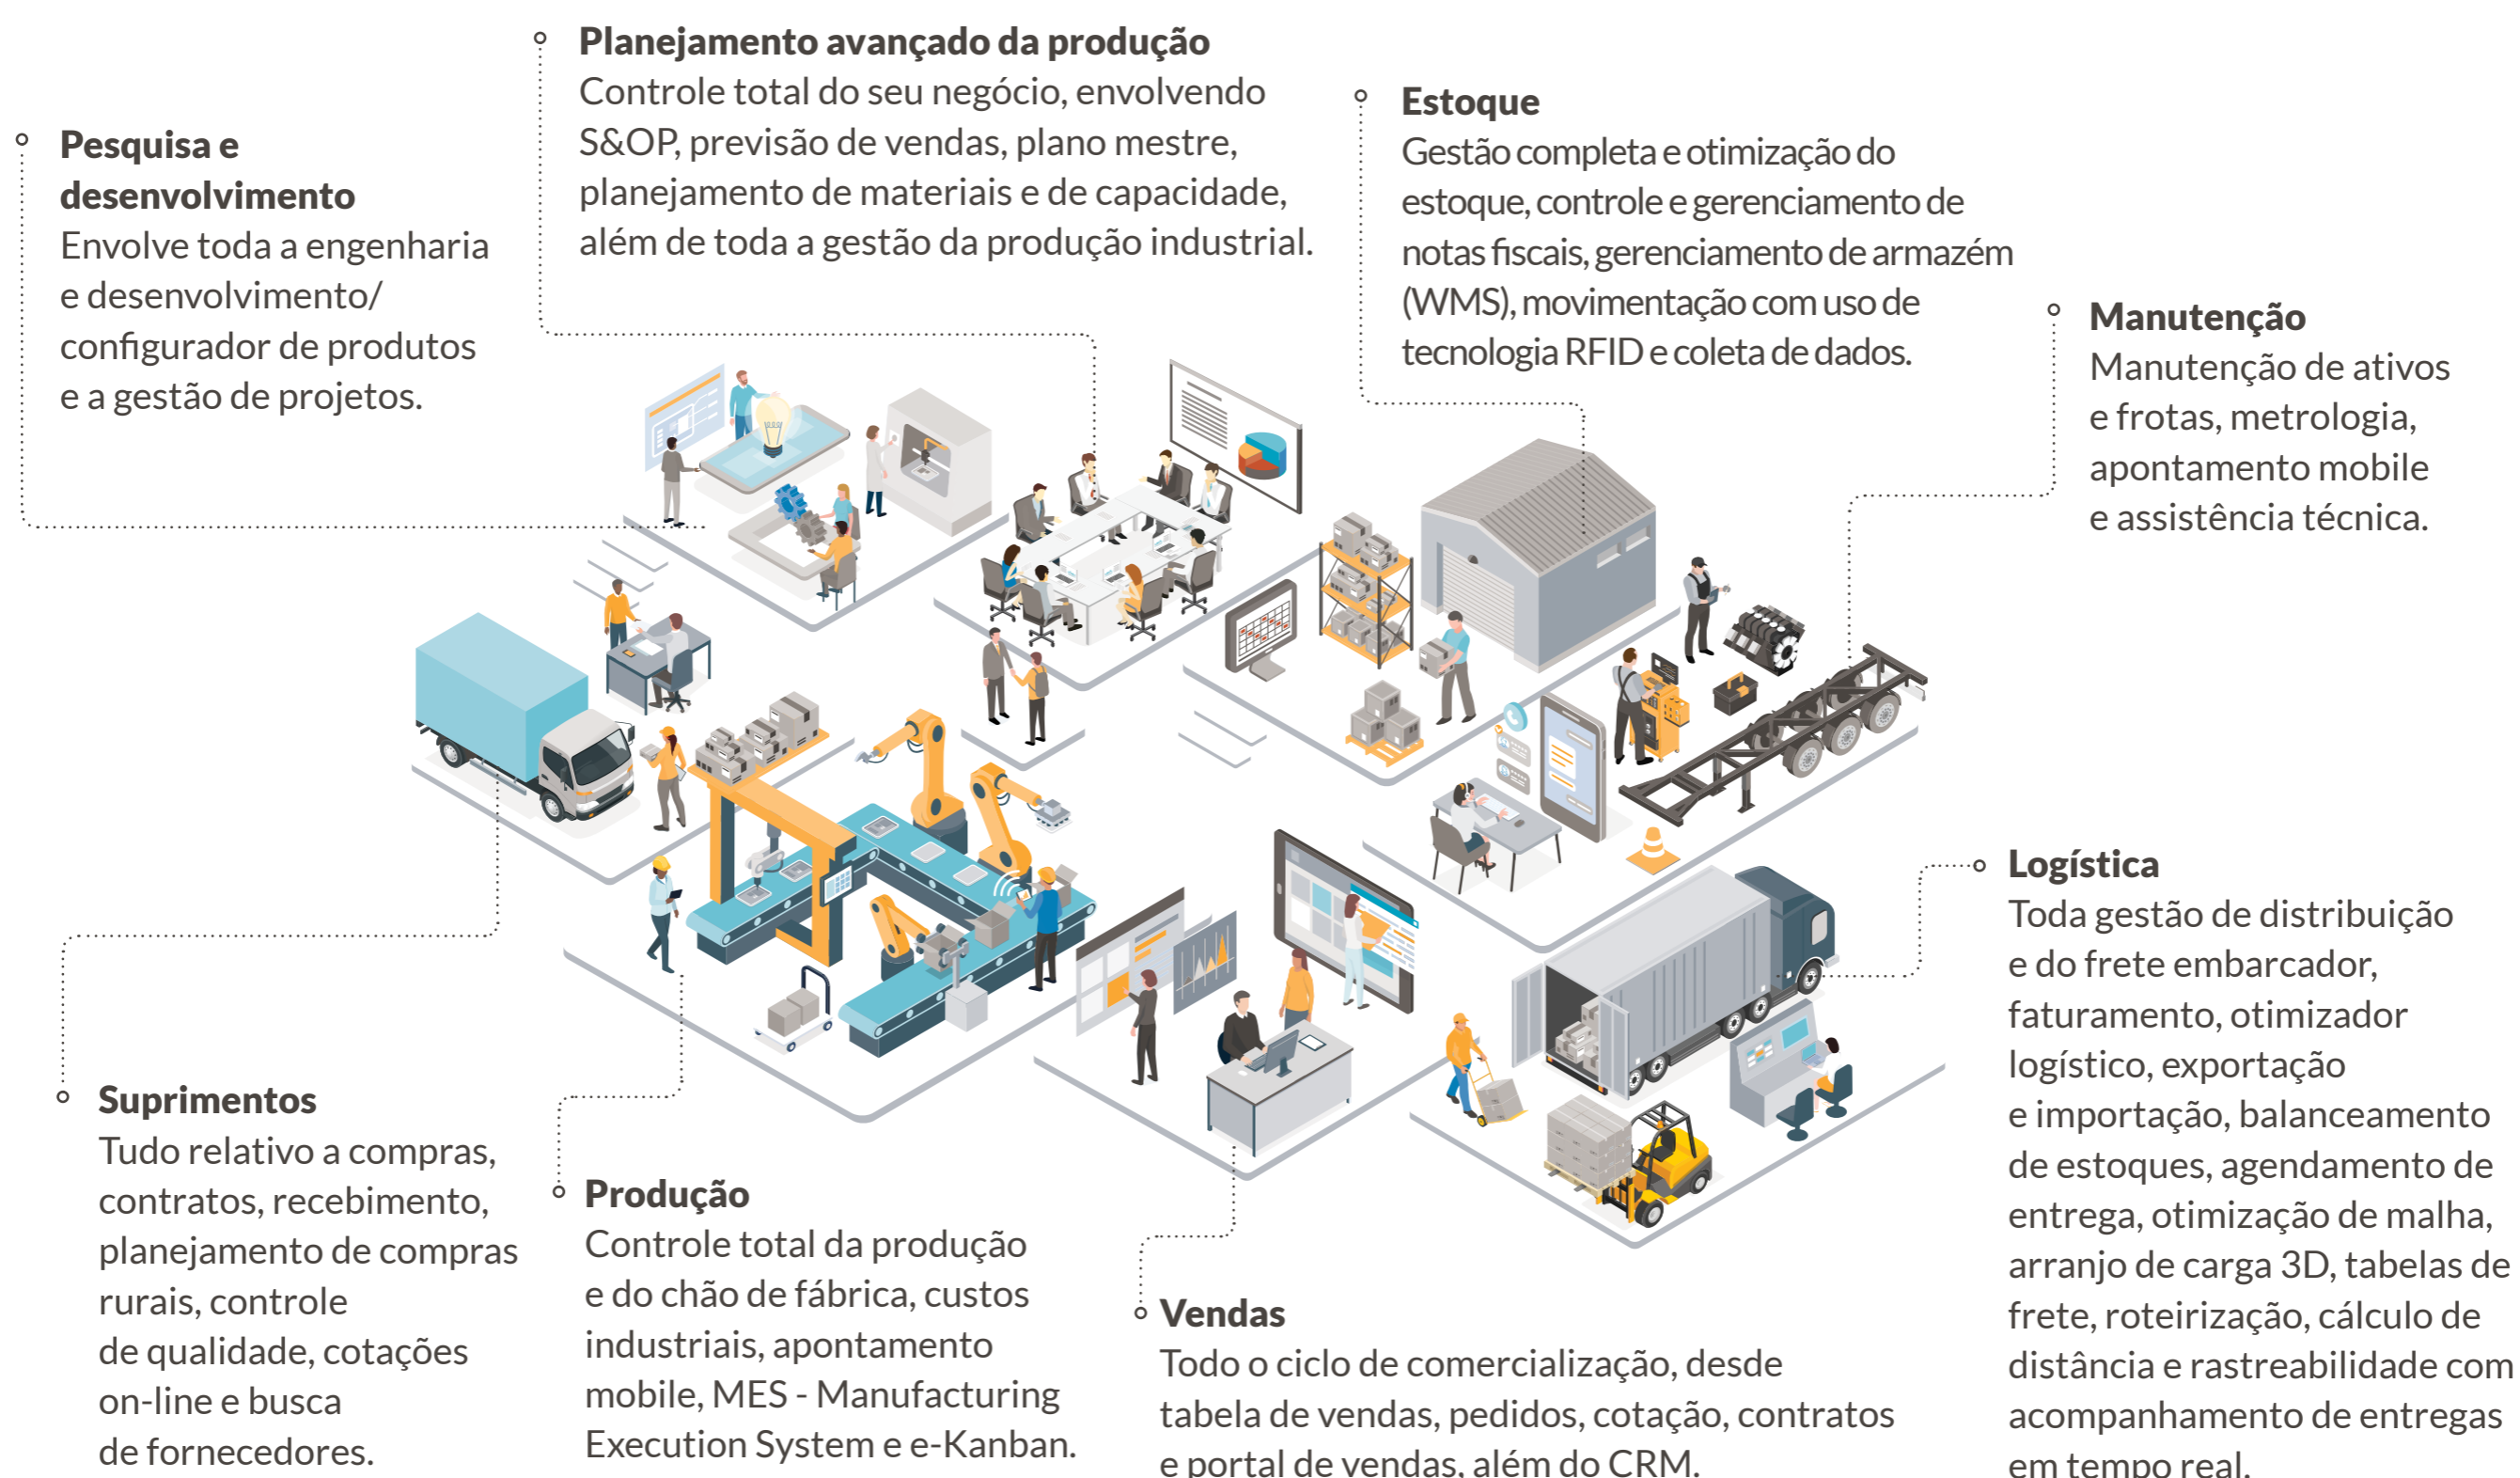 Planejamento avançado da produção
Controle total do seu negócio, envolvendo
S&OP, previsão de vendas, plano mestre,
planejamento de materiais e de capacidade,
além de toda a gestão da produção industrial.
Estoque
Gestão completa e otimização do
estoque, controle e gerenciamento de
notas fiscais, gerenciamento de armazém
(WMS), movimentação com uso de
tecnologia RFID e coleta de dados.
Pesquisa e
desenvolvimento
Envolve toda a engenharia
e desenvolvimento/
configurador de produtos
e a gestão de projetos.
Manutenção
Manutenção de ativos
e frotas, metrologia,
apontamento mobile
e assistência técnica.
Logística
Toda gestão de distribuição
e do frete embarcador,
faturamento, otimizador
logístico, exportação
e importação, balanceamento
de estoques, agendamento de
entrega, otimização de malha,
arranjo de carga 3D, tabelas de
frete, roteirização, cálculo de
distância e rastreabilidade com
acompanhamento de entregas
em tempo real.
Suprimentos
Tudo relativo a compras,
contratos, recebimento,
planejamento de compras
rurais, controle
de qualidade, cotações
on-line e busca
de fornecedores.
Produção
Controle total da produção
e do chão de fábrica, custos
industriais, apontamento
mobile, MES - Manufacturing
Execution System e e-Kanban.
Vendas
Todo o ciclo de comercialização, desde
tabela de vendas, pedidos, cotação, contratos
e portal de vendas, além do CRM.